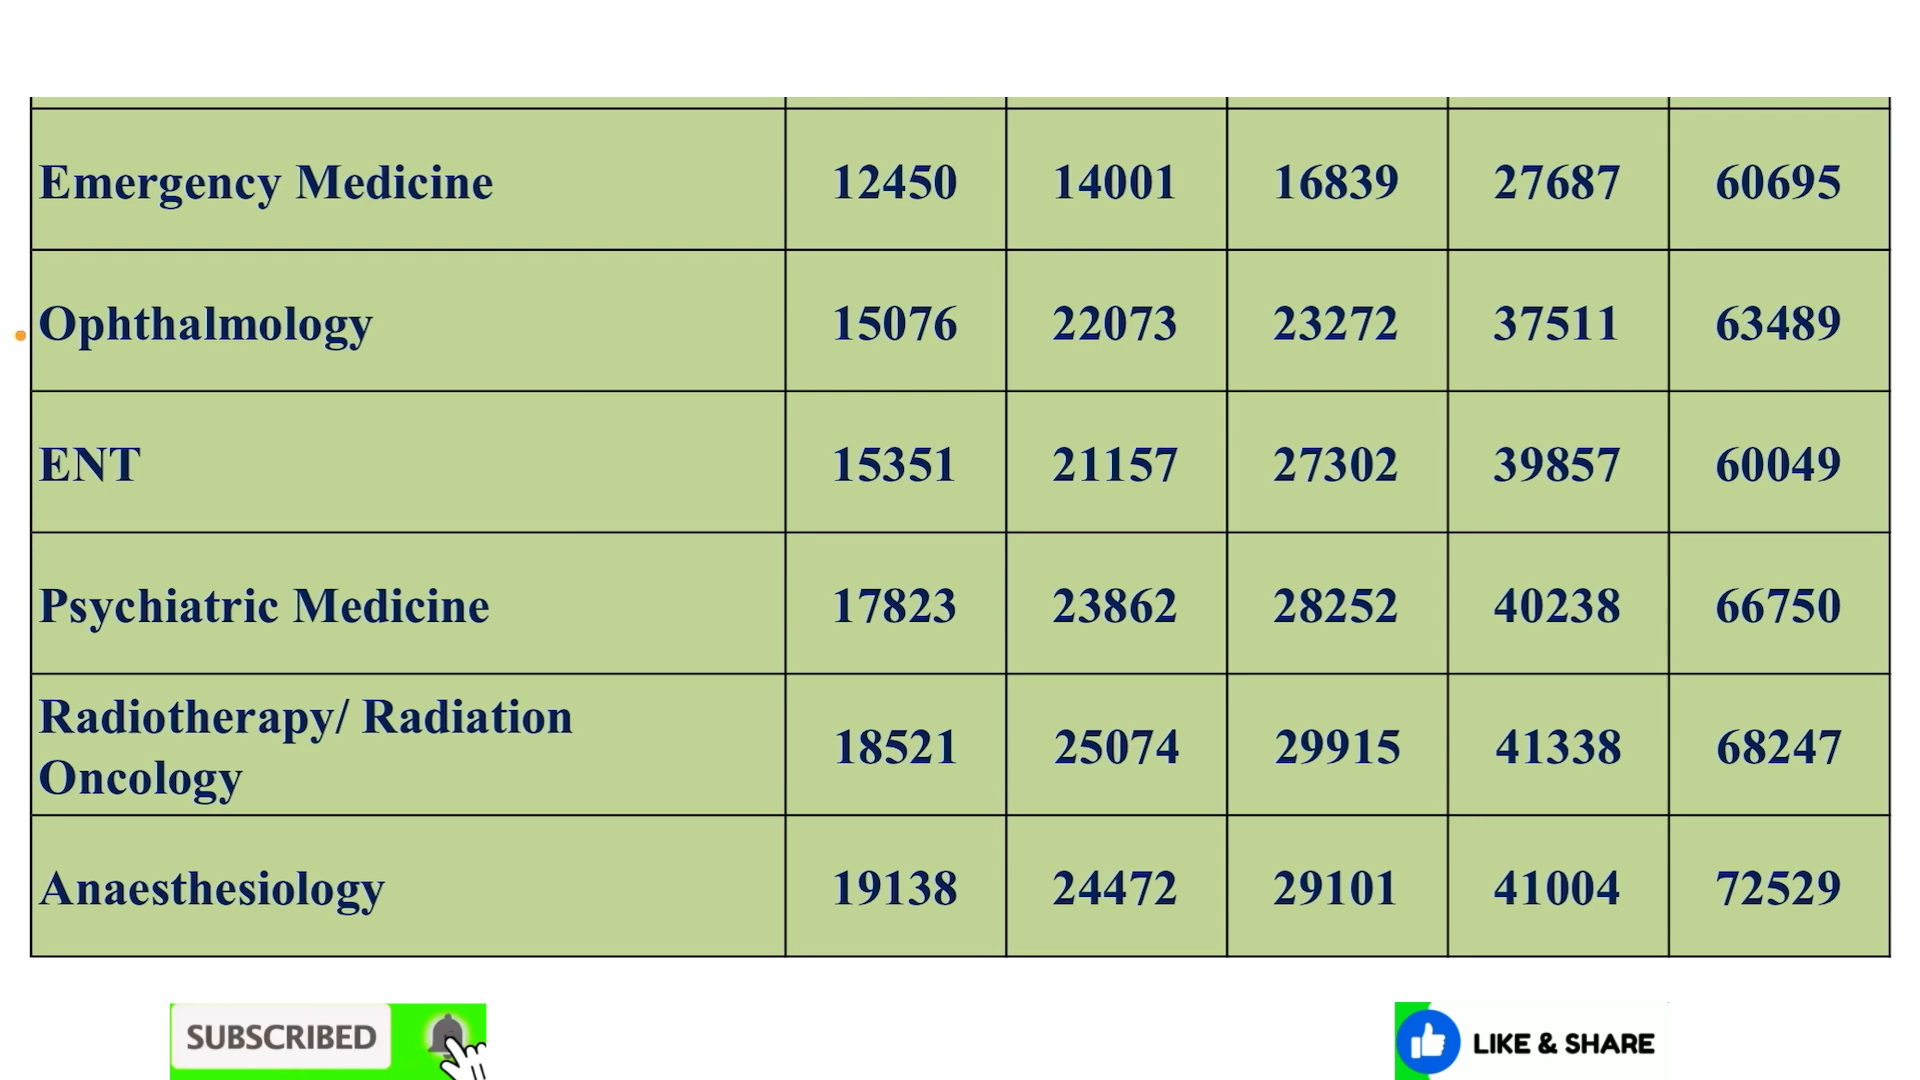 Emergency Medicine 12450 14001 16839 27687 60695
Ophthalmology 15076 22073 23272 37511 63489
ENT 15351 21157 27302 39857 60049
Psychiatric Medicine 17823 23862 28252 40238 66750
Radiotherapy/ Radiation
Oncology 18521 25074 29915 41338 68247
Anaesthesiology 19138 24472 29101 41004 72529
SUBSCRIBED
LIKE & SHARE